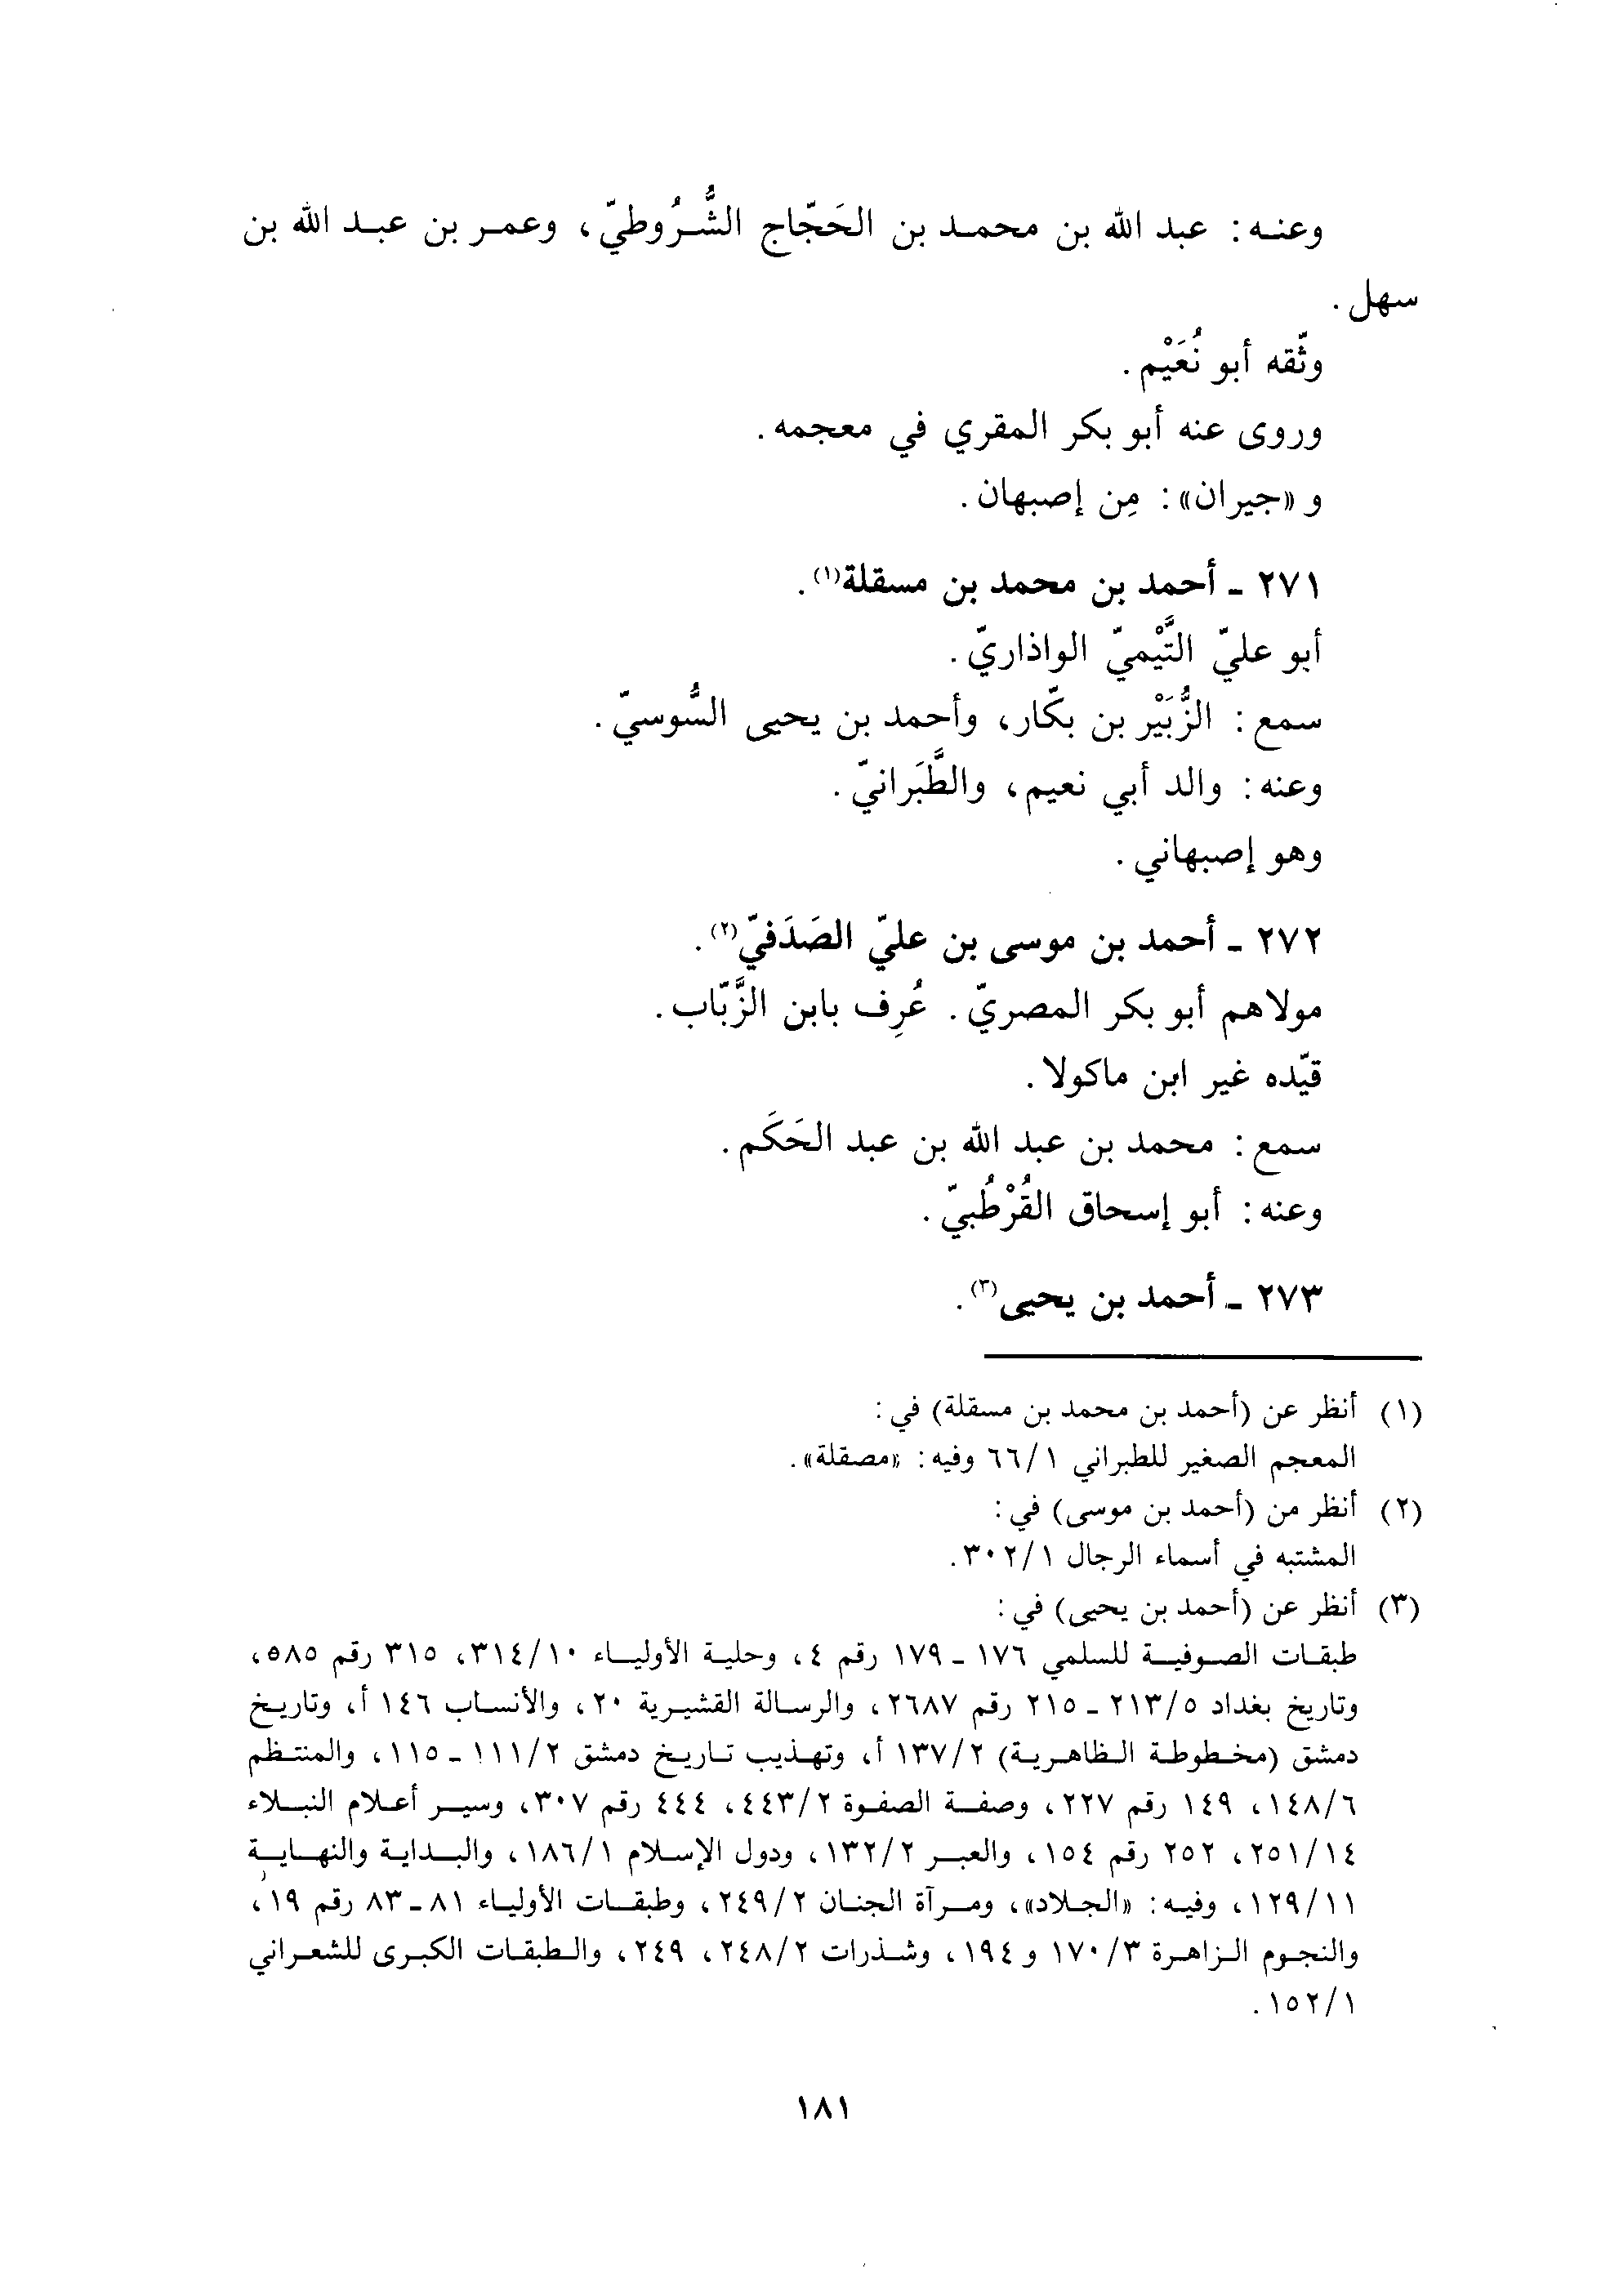 وعنه: عبد الله بن محمد بن الحَجّاج الشُّرُوطيّ، وعمر بن عبد الله بن
سهل.
وثّقه أبو نُعَيْم.
وروى عنه أبو بكر المقري في معجمه.
و «جيران»: مِن إصبهان.
٢٧١ ـ أحمد بن محمد بن مسقلة(١).
أبو عليّ التَّيْميّ الواذاريّ.
سمع: الزُّبَيْر بن بكّار، وأحمد بن يحيى السُّوسيّ.
وعنه: والد أبي نعيم، والطَّبَرانيّ.
وهو إصبهاني.
٢٧٢ ـ أحمد بن موسى بن عليّ الصَدَفيّ(٢).
مولاهم أبو بكر المصريّ. عُرِف بابن الزَّبّاب.
قيّده غير ابن ماكولا.
سمع: محمد بن عبد الله بن عبد الحَكَم.
وعنه: أبو إسحاق القُرْطُبيّ.
٢٧٣ ـ أحمد بن يحيى(٣).
(١) أنظر عن (أحمد بن محمد بن مسقلة) في:
المعجم الصغير للطبراني ٦٦/١ وفيه: «مصقلة».
(٢) أنظر من (أحمد بن موسى) في:
المشتبه في أسماء الرجال ٣٠٢/١.
(٣) أنظر عن (أحمد بن يحيى) في:
طبقات الصوفية للسلمي ١٧٦ ـ ١٧٩ رقم ٤، وحلية الأولياء ٣١٤/١٠، ٣١٥ رقم ٥٨٥،
وتاريخ بغداد ٢١٣/٥ ـ ٢١٥ رقم ٢٦٨٧، والرسالة القشيرية ٢٠، والأنساب ١٤٦ أ، وتاريخ
دمشق (مخطوطة الظاهرية) ١٣٧/٢ أ، وتهذيب تاريخ دمشق ١١١/٢ ـ ١١٥، والمنتظم
١٤٨/٦، ١٤٩ رقم ٢٢٧، وصفة الصفوة ٤٤٣/٢، ٤٤٤ رقم ٣٠٧، وسير أعلام النبلاء
٢٥١/١٤، ٢٥٢ رقم ١٥٤، والعبر ١٣٢/٢، ودول الإسلام ١٨٦/١، والبداية والنهاية
١٢٩/١١، وفيه: «الجلاد»، ومرآة الجنان ٢٤٩/٢، وطبقات الأولياء ٨١ ـ ٨٣ رقم ١٩،
والنجوم الزاهرة ١٧٠/٣ و ١٩٤، وشذرات ٢٤٨/٢، ٢٤٩، والطبقات الكبرى للشعراني
١٥٢/١.
١٨١